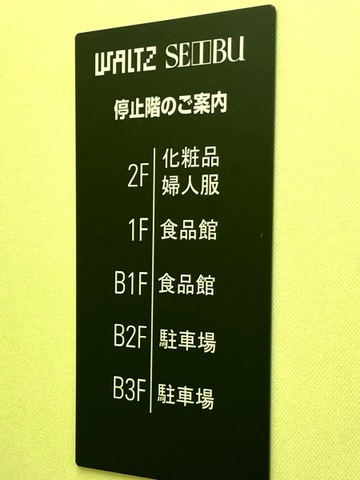 WALTZ SEIBU
停止階のご案内
2F 化粧品
婦人服
1F 食品館
B1F 食品館
B2F 駐車場
B3F 駐車場